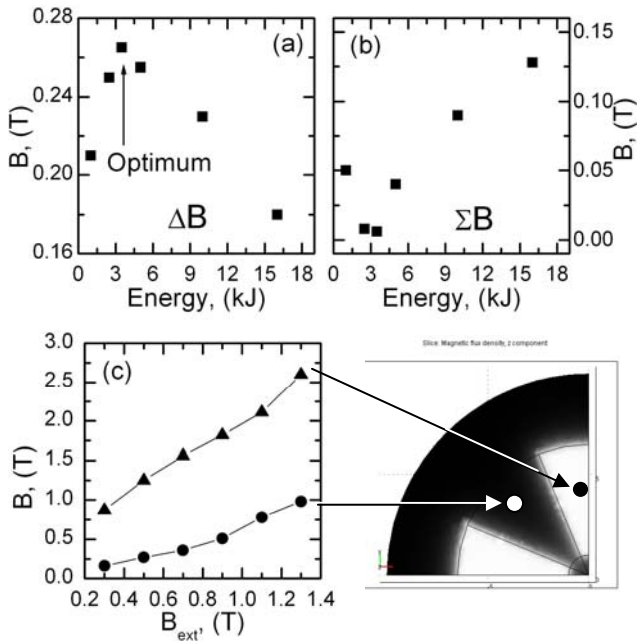 (a)
0.28
0.24
0.20
0.16
B, (T)
Optimum
ΔB
0 3 6 9 12 15 18
Energy, (kJ)
(b)
0.15
0.10
0.05
0.00
B, (T)
ΣB
0 3 6 9 12 15 18
Energy, (kJ)
(c)
3.0
2.5
2.0
1.5
1.0
0.5
0.0
B, (T)
0.2 0.4 0.6 0.8 1.0 1.2 1.4
Bext, (T)
Slice: Magnetic flux density, z component